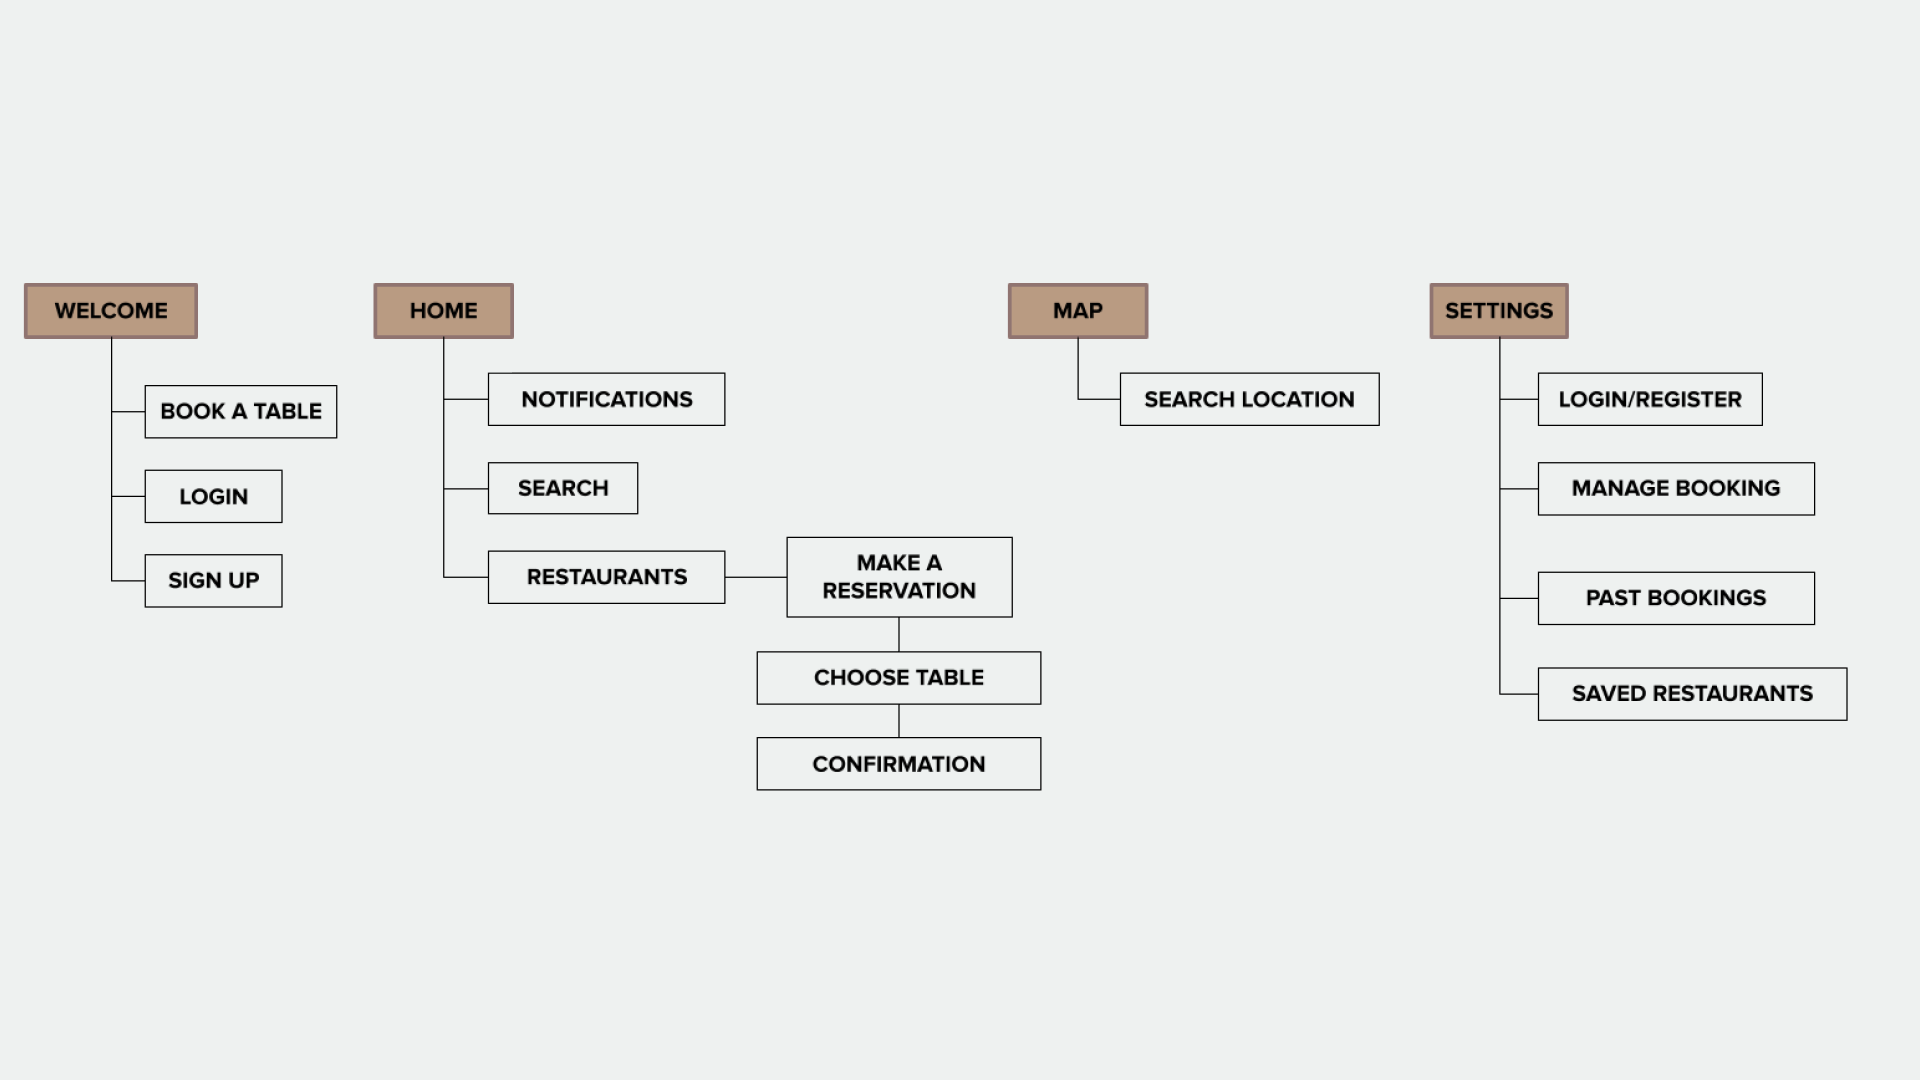 WELCOME
BOOK A TABLE
LOGIN
SIGN UP
HOME
NOTIFICATIONS
SEARCH
RESTAURANTS
MAKE A
RESERVATION
CHOOSE TABLE
CONFIRMATION
MAP
SEARCH LOCATION
SETTINGS
LOGIN/REGISTER
MANAGE BOOKING
PAST BOOKINGS
SAVED RESTAURANTS